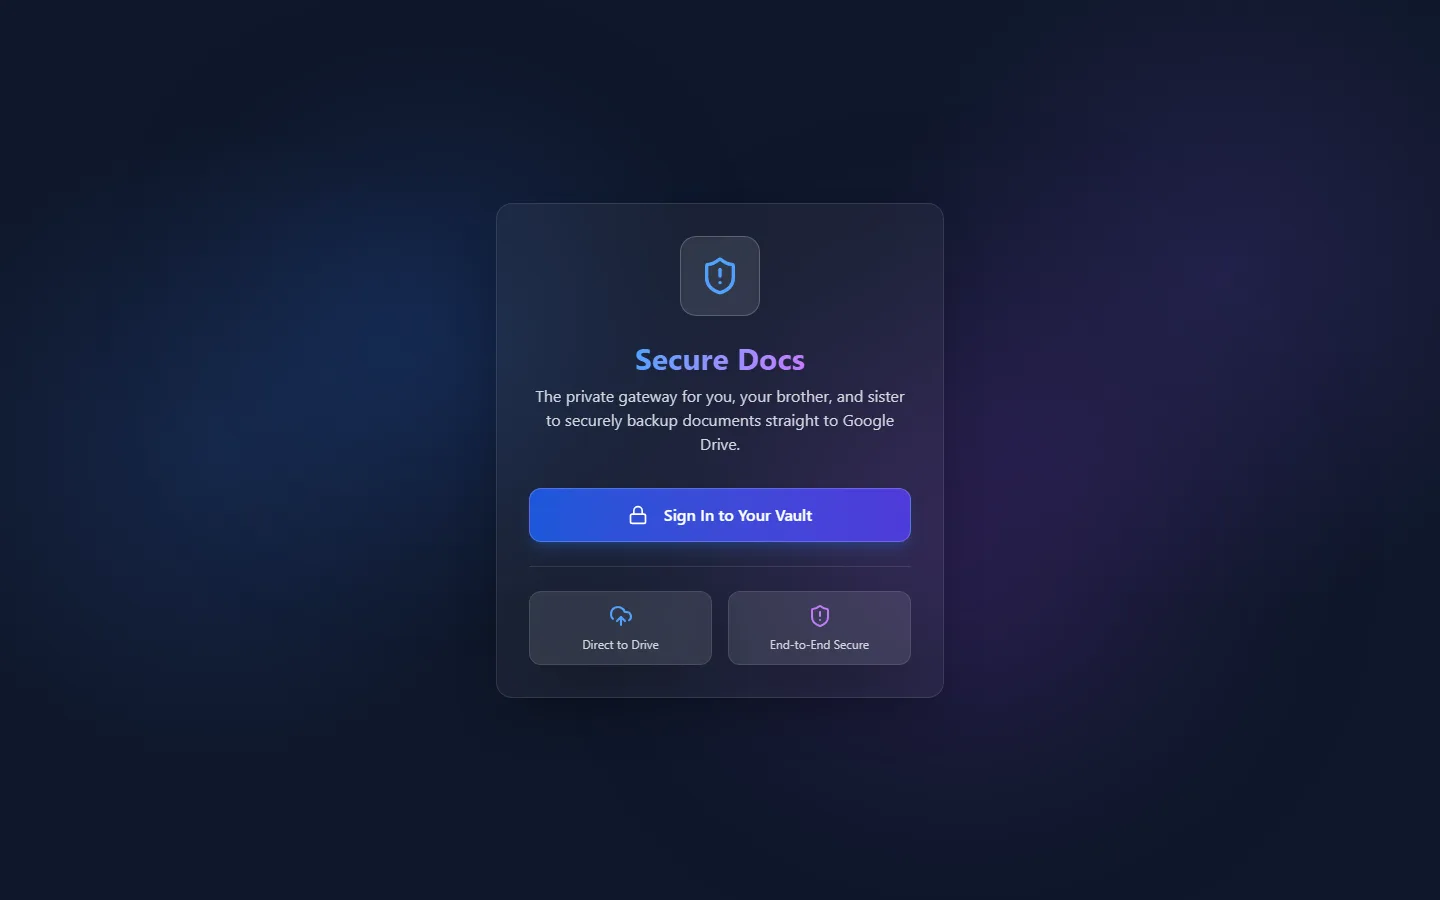 Secure Docs
The private gateway for you, your brother, and sister
to securely backup documents straight to Google
Drive.
Sign In to Your Vault
Direct to Drive
End-to-End Secure